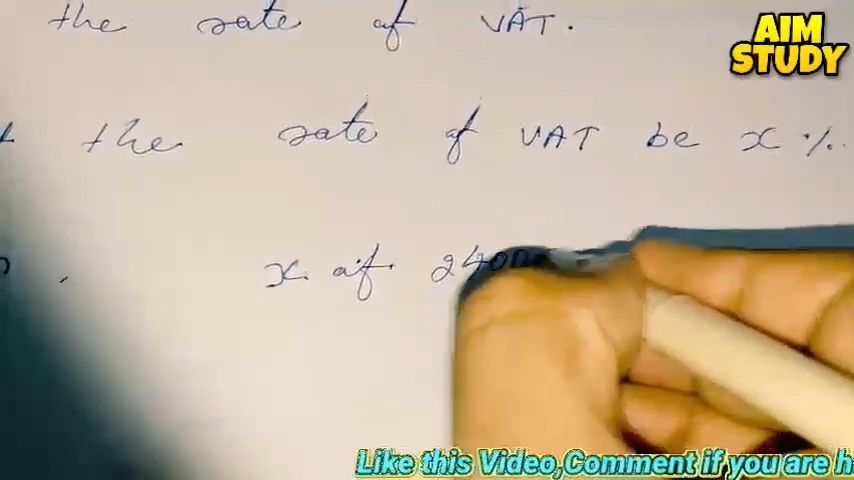 the rate of VAT.
AIM
STUDY
the rate of VAT be x %.
x of 2400
Like this Video,Comment if you are h